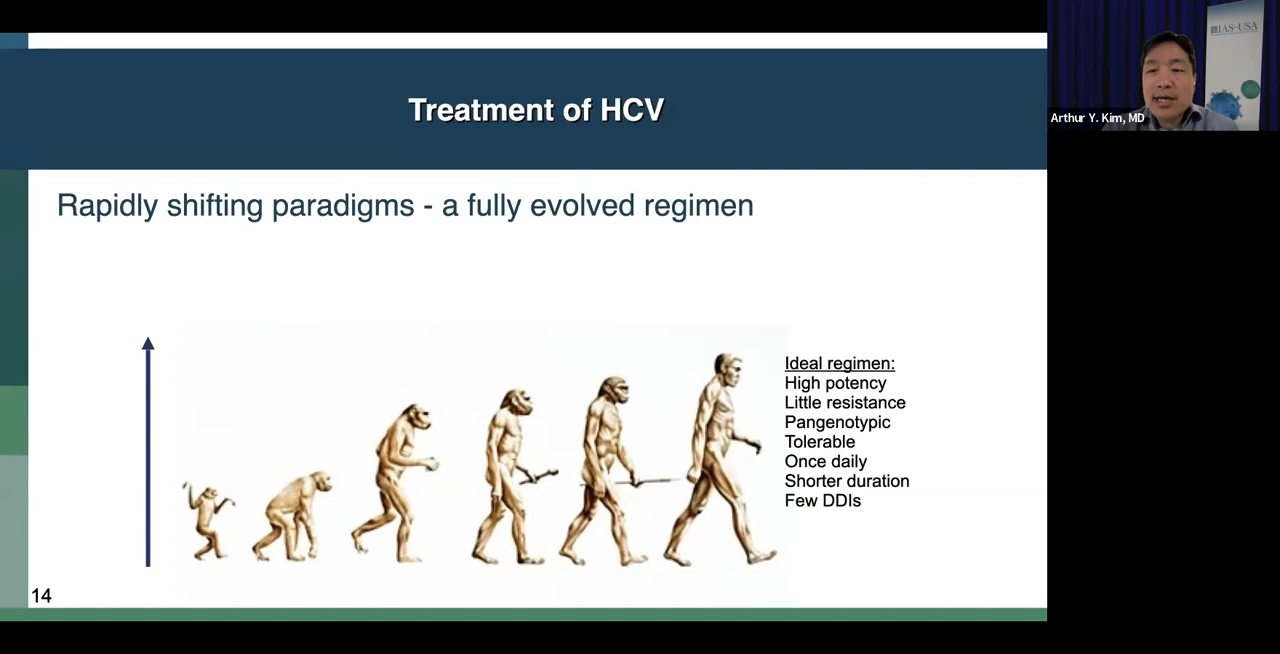 Treatment of HCV
Rapidly shifting paradigms - a fully evolved regimen
Ideal regimen:
High potency
Little resistance
Pangenotypic
Tolerable
Once daily
Shorter duration
Few DDIs
14
IAS–USA
Arthur Y. Kim, MD